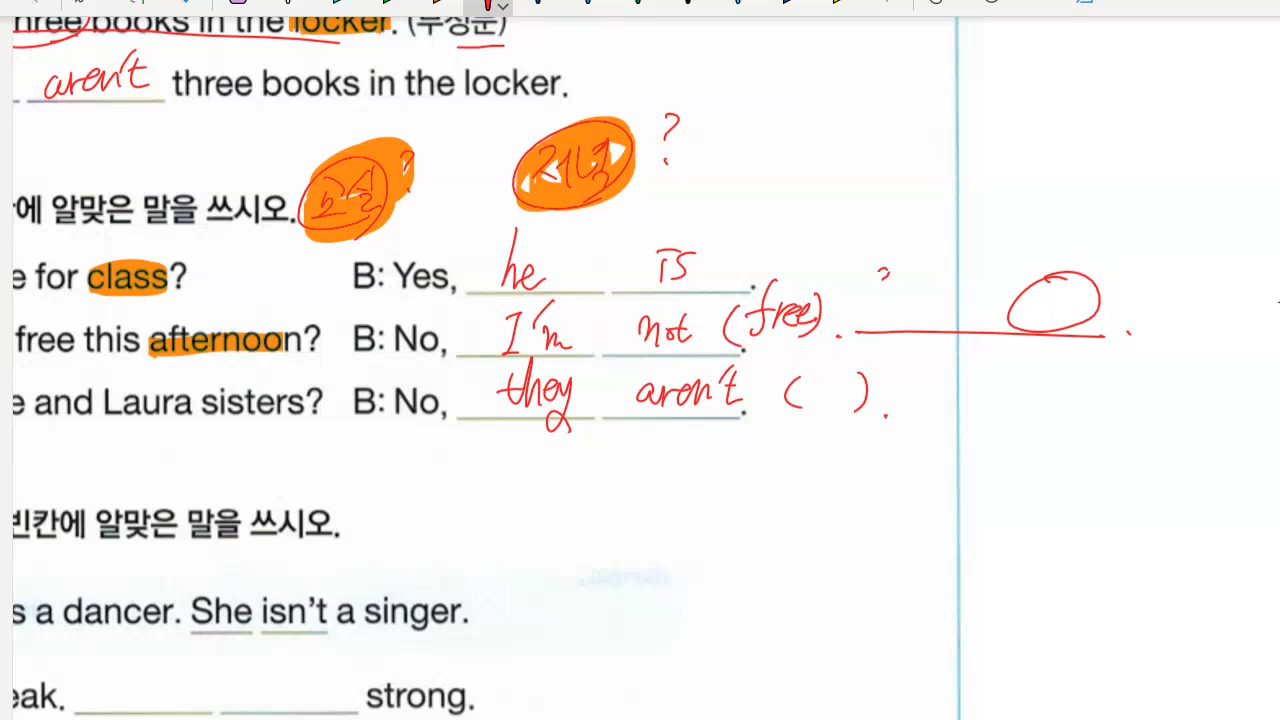 three books in the locker. (부정문)
aren't three books in the locker.
교실? 저녁?
에 알맞은 말을 쓰시오.
e for class? B: Yes, he is.
free this afternoon? B: No, I'm not (free). .
e and Laura sisters? B: No, they aren't. ( ).
빈칸에 알맞은 말을 쓰시오.
s a dancer. She isn't a singer.
eak. strong.